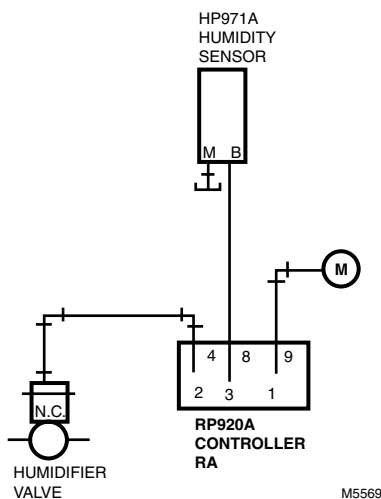 HP971A
HUMIDITY
SENSOR
M B
M
4 8 9
2 3 1
N.C.
RP920A
CONTROLLER
RA
HUMIDIFIER
VALVE
M5569